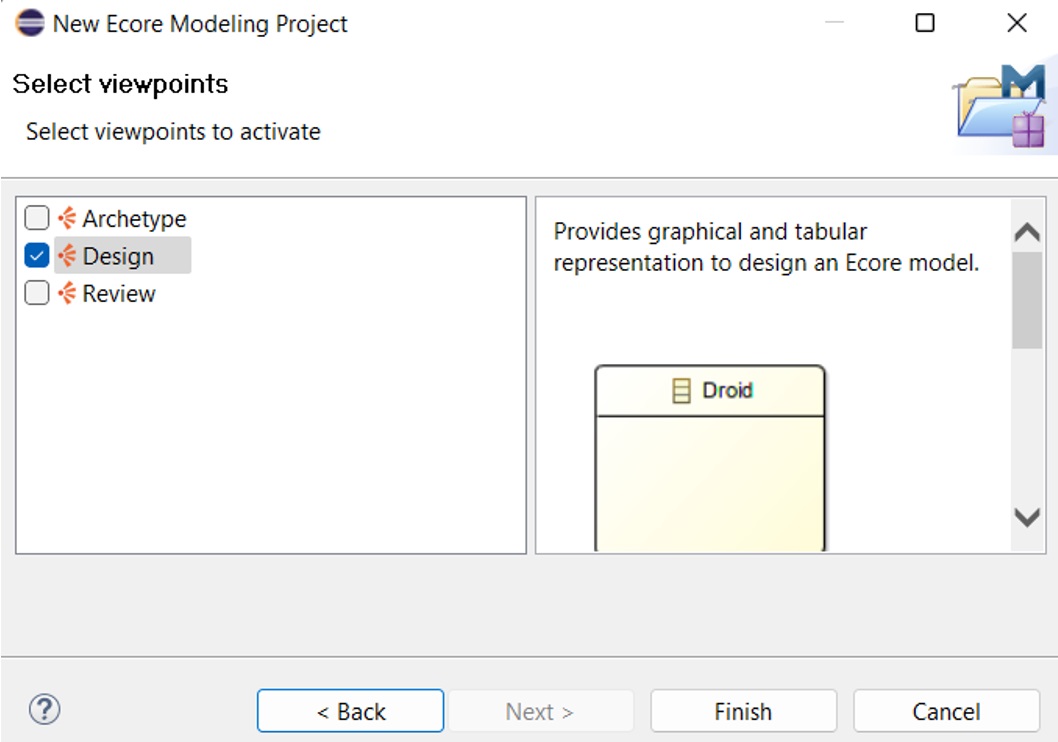 New Ecore Modeling Project
Select viewpoints
Select viewpoints to activate
M
Archetype
Design
Review
Provides graphical and tabular
representation to design an Ecore model.
Droid
?
< Back
Next >
Finish
Cancel